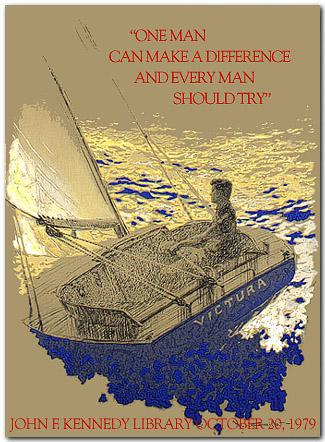 “ONE MAN
CAN MAKE A DIFFERENCE
AND EVERY MAN
SHOULD TRY”
VICTURA
JOHN F. KENNEDY LIBRARY OCTOBER 20, 1979